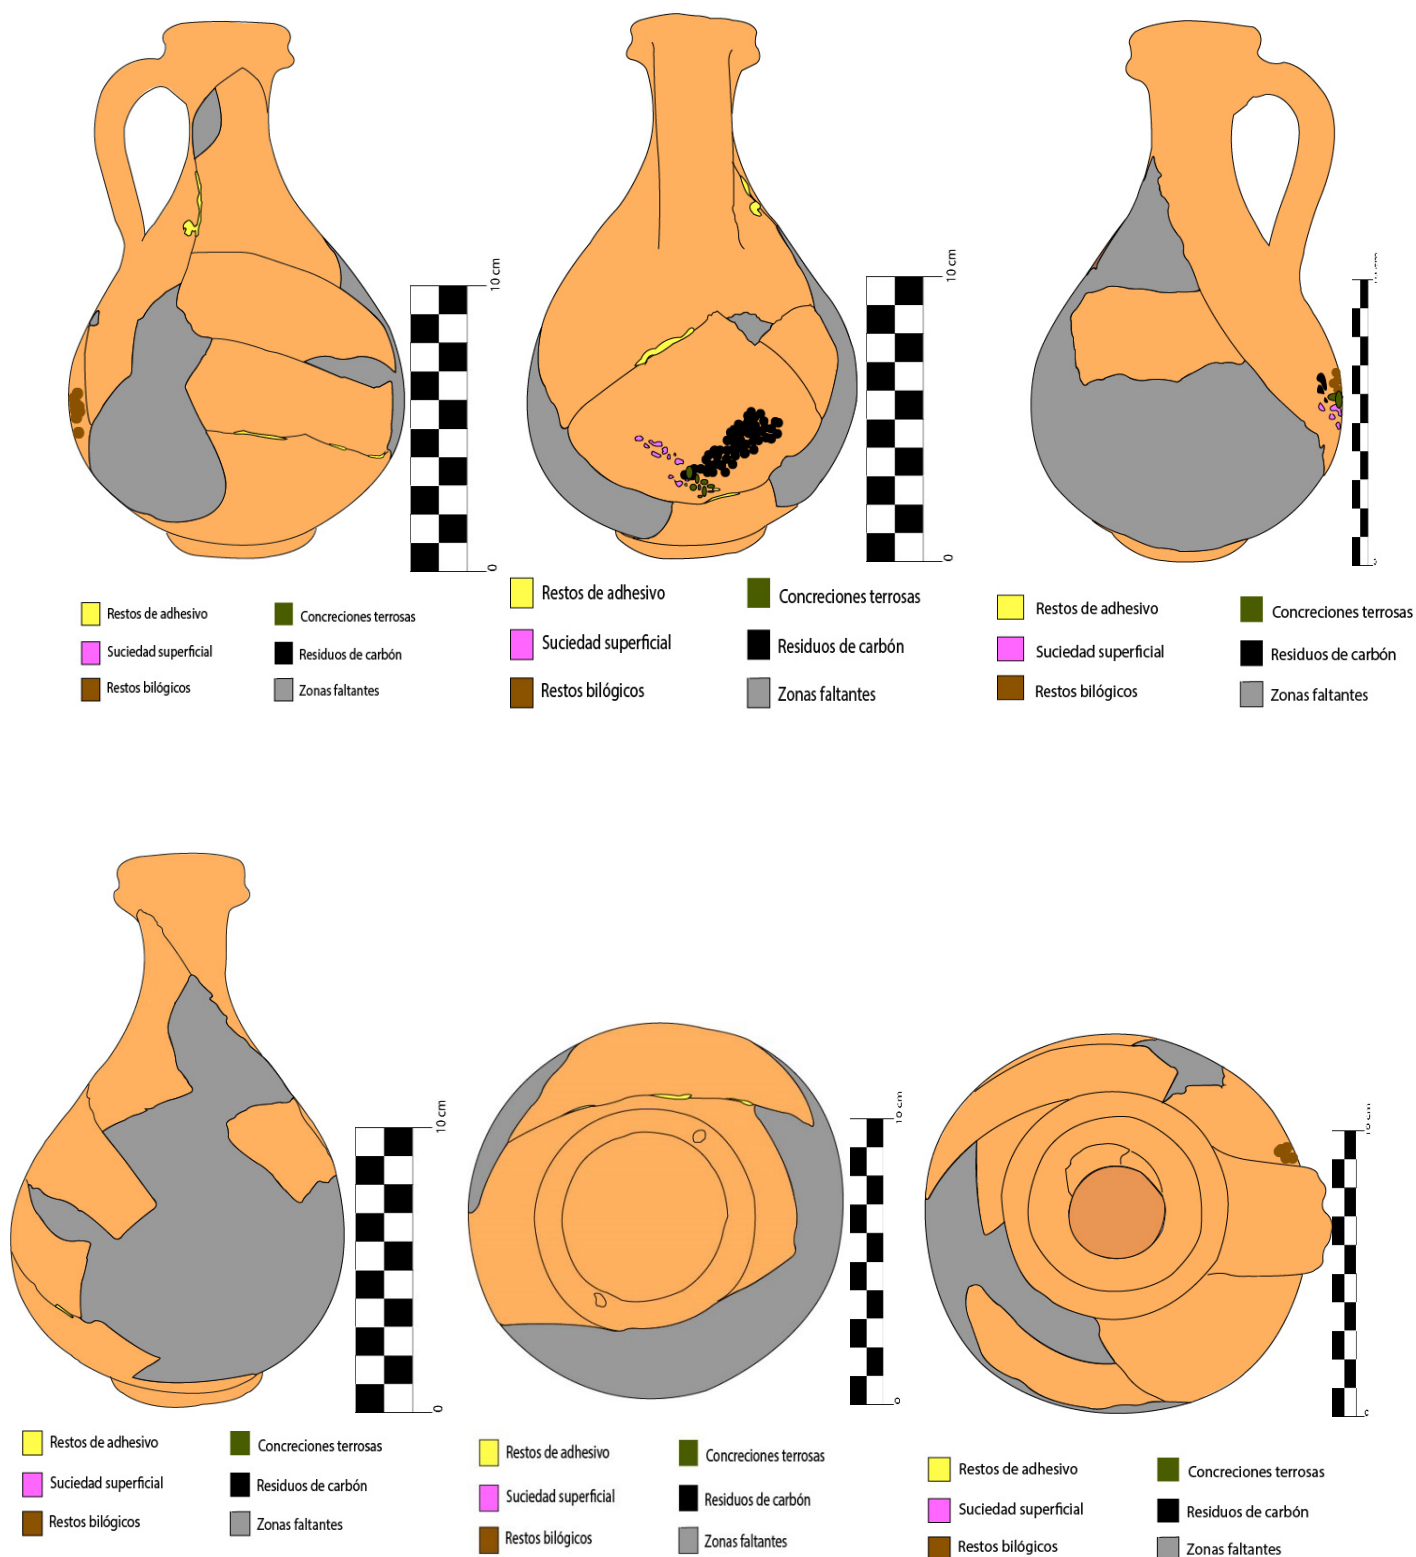 10 cm
0
10 cm
0
0
Restos de adhesivo
Concreciones terrosas
Suciedad superficial
Residuos de carbón
Restos bilógicos
Zonas faltantes
Restos de adhesivo
Concreciones terrosas
Suciedad superficial
Residuos de carbón
Restos bilógicos
Zonas faltantes
Restos de adhesivo
Concreciones terrosas
Suciedad superficial
Residuos de carbón
Restos bilógicos
Zonas faltantes
10 cm
0
10 cm
0
Restos de adhesivo
Concreciones terrosas
Suciedad superficial
Residuos de carbón
Restos bilógicos
Zonas faltantes
Restos de adhesivo
Concreciones terrosas
Suciedad superficial
Residuos de carbón
Restos bilógicos
Zonas faltantes
Restos de adhesivo
Concreciones terrosas
Suciedad superficial
Residuos de carbón
Restos bilógicos
Zonas faltantes